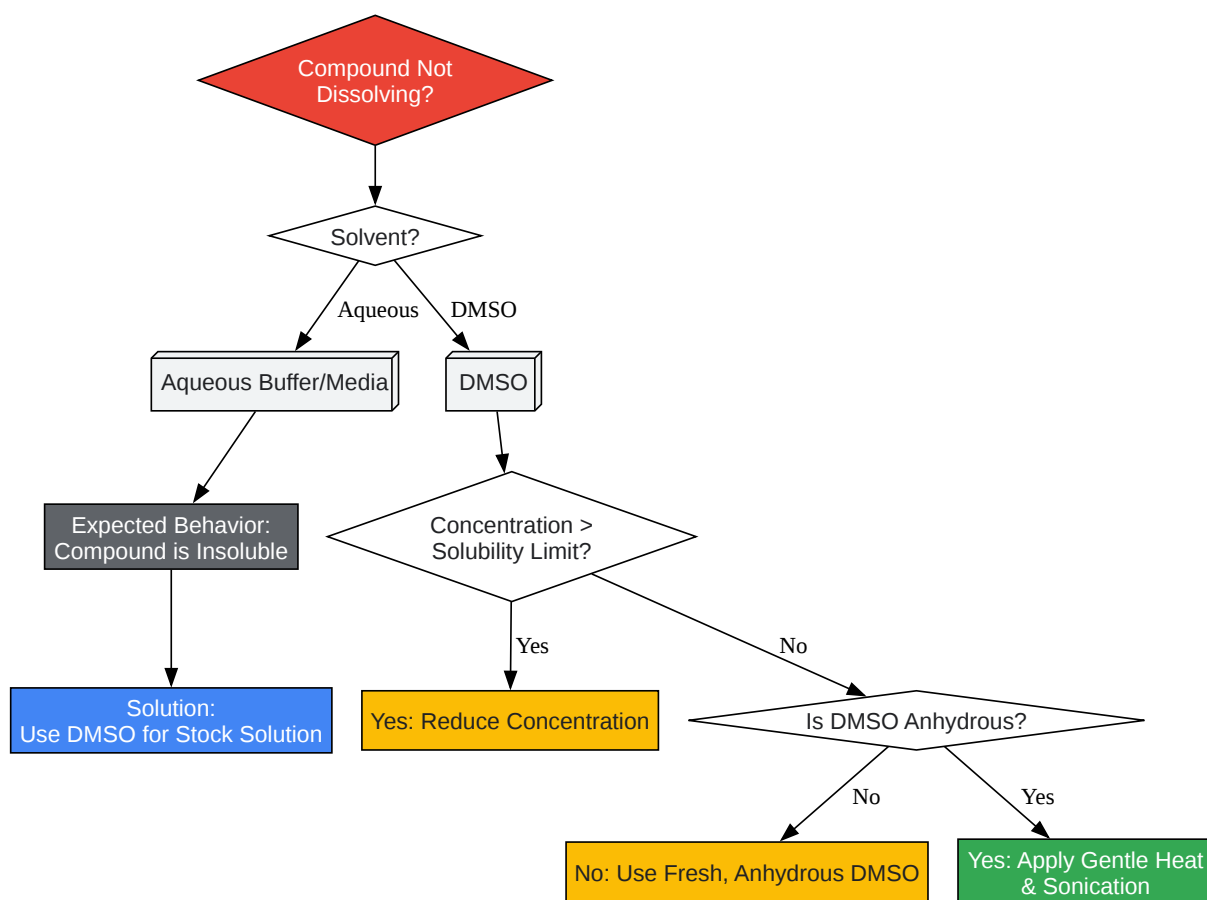 Compound Not
Dissolving?
Solvent?
Aqueous
DMSO
Aqueous Buffer/Media
DMSO
Expected Behavior:
Compound is Insoluble
Concentration >
Solubility Limit?
Yes
No
Solution:
Use DMSO for Stock Solution
Yes: Reduce Concentration
Is DMSO Anhydrous?
No
Yes
No: Use Fresh, Anhydrous DMSO
Yes: Apply Gentle Heat
& Sonication